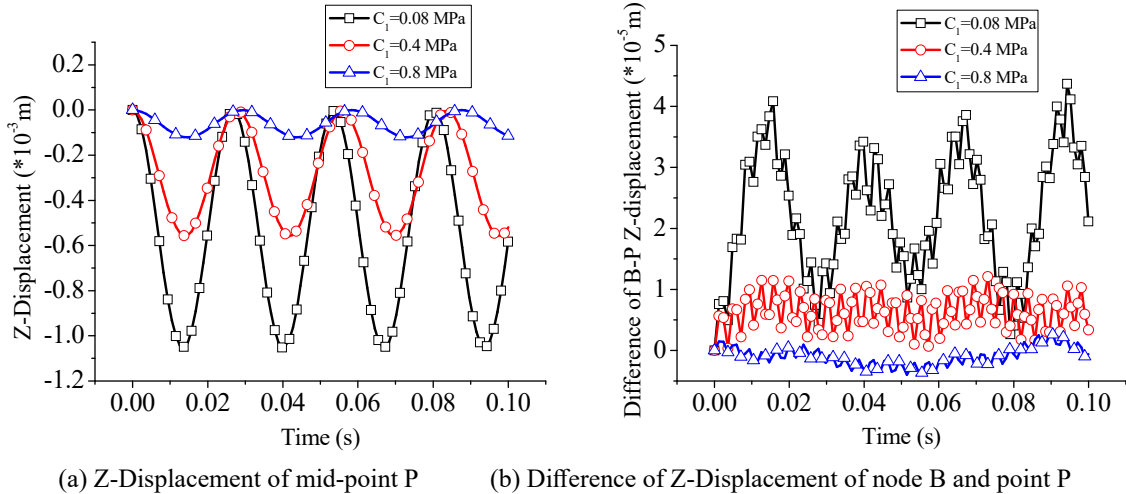 C1=0.08 MPa
C1=0.4 MPa
C1=0.8 MPa
Z-Displacement (*10-3 m)
0.2
0.0
-0.2
-0.4
-0.6
-0.8
-1.0
-1.2
0.00 0.02 0.04 0.06 0.08 0.10
Time (s)
(a) Z-Displacement of mid-point P
C1=0.08 MPa
C1=0.4 MPa
C1=0.8 MPa
Difference of B-P Z-displacement (*10-5 m)
5
4
3
2
1
0
0.00 0.02 0.04 0.06 0.08 0.10
Time (s)
(b) Difference of Z-Displacement of node B and point P